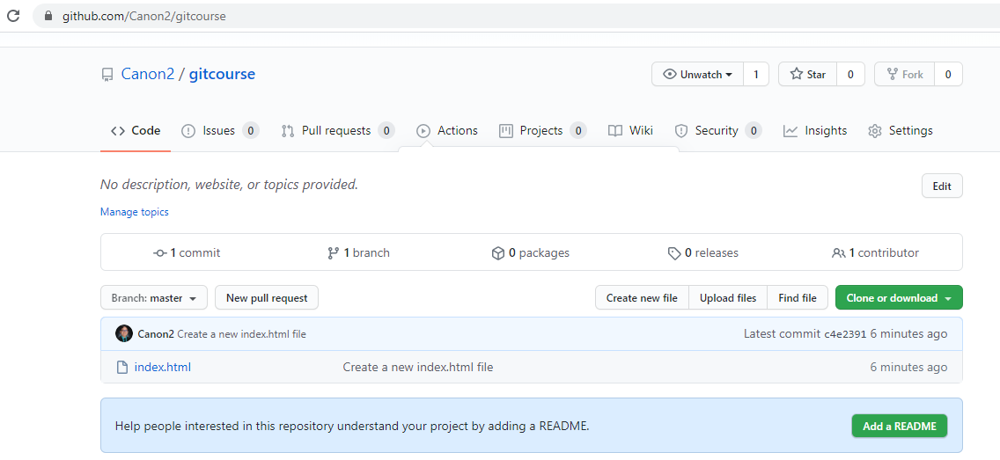 github.com/Canon2/gitcourse
Canon2 / gitcourse Unwatch 1 Star 0 Fork 0
Code Issues 0 Pull requests 0 Actions Projects 0 Wiki Security 0 Insights Settings
No description, website, or topics provided. Edit
Manage topics
1 commit 1 branch 0 packages 0 releases 1 contributor
Branch: master New pull request Create new file Upload files Find file Clone or download
Canon2 Create a new index.html file Latest commit c4e2391 6 minutes ago
index.html Create a new index.html file 6 minutes ago
Help people interested in this repository understand your project by adding a README. Add a README